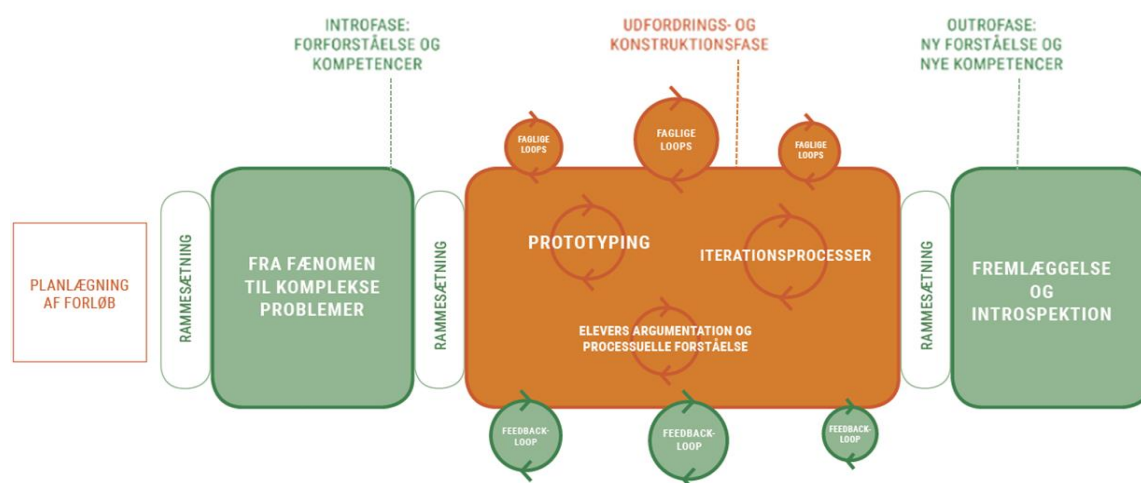 INTROFASE:
FORFORSTÅELSE OG
KOMPETENCER
UDFORDRINGS- OG
KONSTRUKTIONSFASE
OUTROFASE:
NY FORSTÅELSE OG
NYE KOMPETENCER
PLANLÆGNING
AF FORLØB
RAMMESÆTNING
FRA FÆNOMEN
TIL KOMPLEKSE
PROBLEMER
RAMMESÆTNING
FAGLIGE
LOOPS
FAGLIGE
LOOPS
FAGLIGE
LOOPS
PROTOTYPING
ITERATIONSPROCESSER
ELEVERS ARGUMENTATION OG
PROCESSUELLE FORSTÅELSE
FEEDBACK-
LOOP
FEEDBACK-
LOOP
FEEDBACK-
LOOP
RAMMESÆTNING
FREMLÆGGELSE
OG
INTROSPEKTION